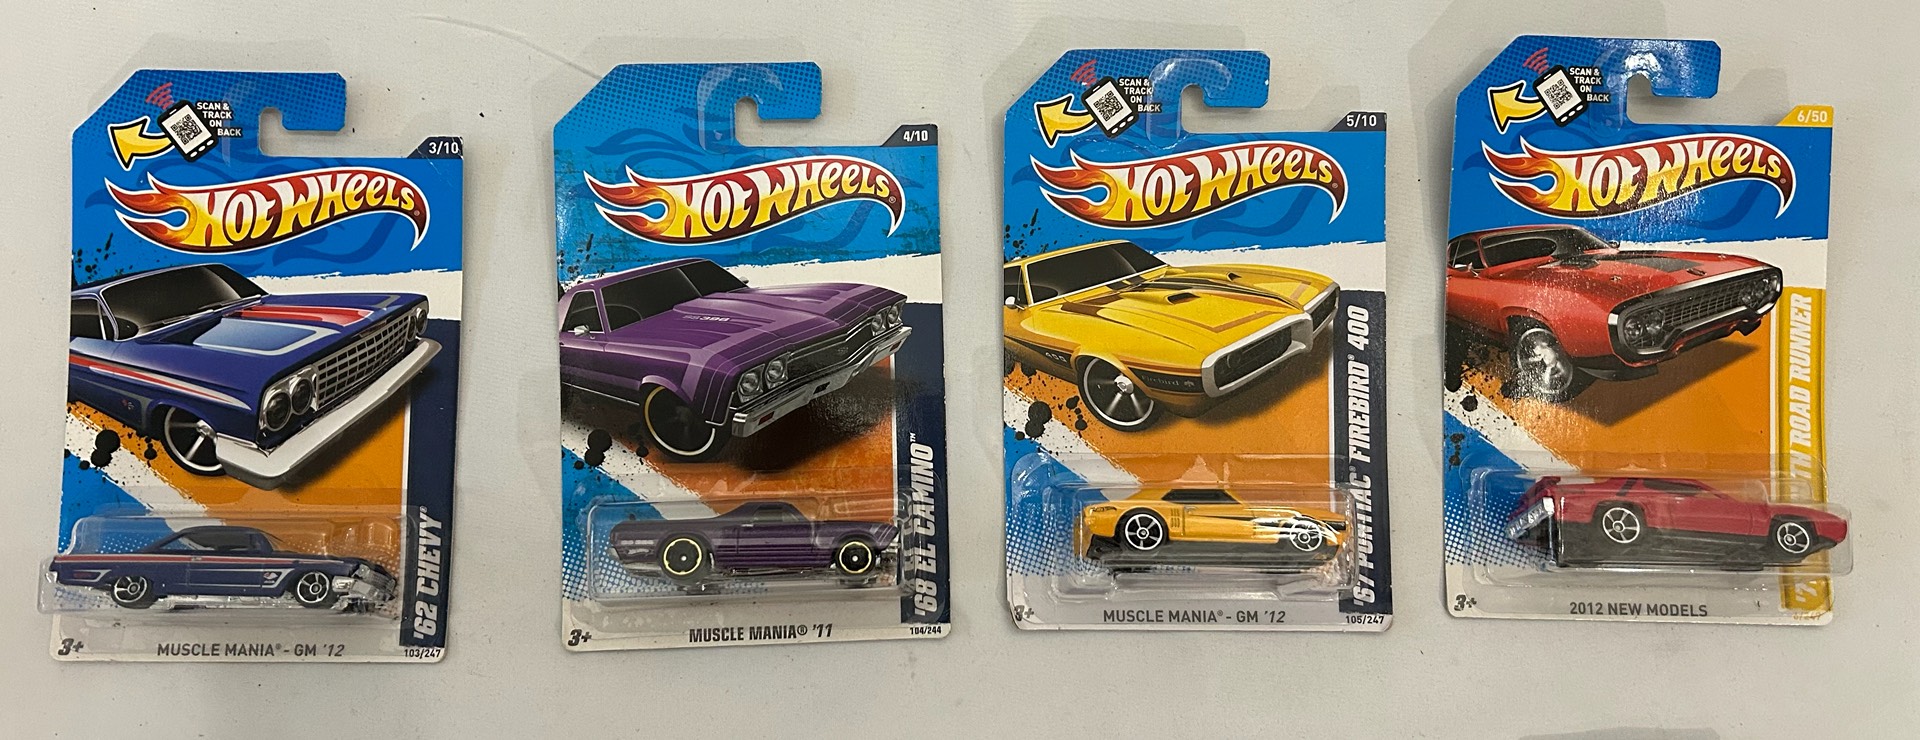 SCAN &
TRACK
ON
BACK
3/10
HOT WHEELS
'62 CHEVY
3+
MUSCLE MANIA® - GM '12
103/247
4/10
HOT WHEELS®
SS396
'68 EL CAMINO™
3+
MUSCLE MANIA® '11
104/244
SCAN &
TRACK
ON
BACK
5/10
HOT WHEELS
400
'67 PONTIAC® FIREBIRD® 400
3+
MUSCLE MANIA® - GM '12
105/247
SCAN &
TRACK
ON
BACK
6/50
HOT WHEELS
ROAD RUNNER
3+
2012 NEW MODELS